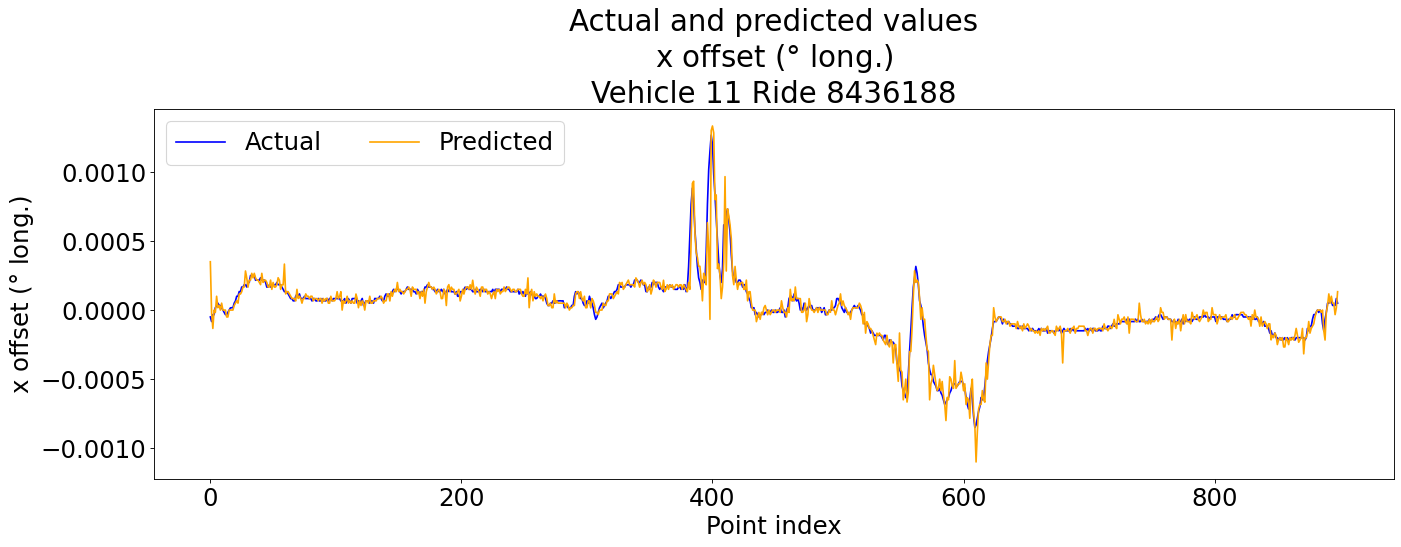 Actual and predicted values
x offset (° long.)
Vehicle 11 Ride 8436188
Actual
Predicted
x offset (° long.)
0.0010
0.0005
0.0000
−0.0005
−0.0010
0
200
400
600
800
Point index